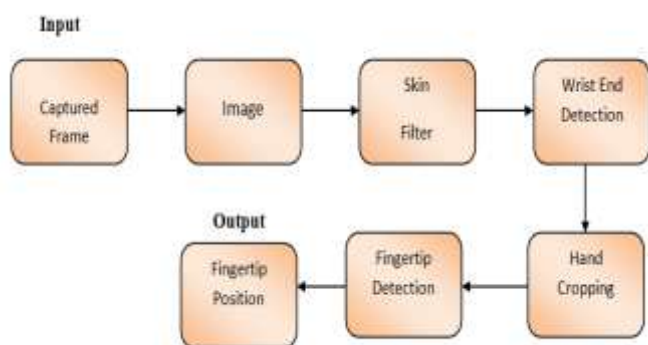 Input
Captured
Frame
Image
Skin
Filter
Wrist End
Detection
Output
Fingertip
Position
Fingertip
Detection
Hand
Cropping